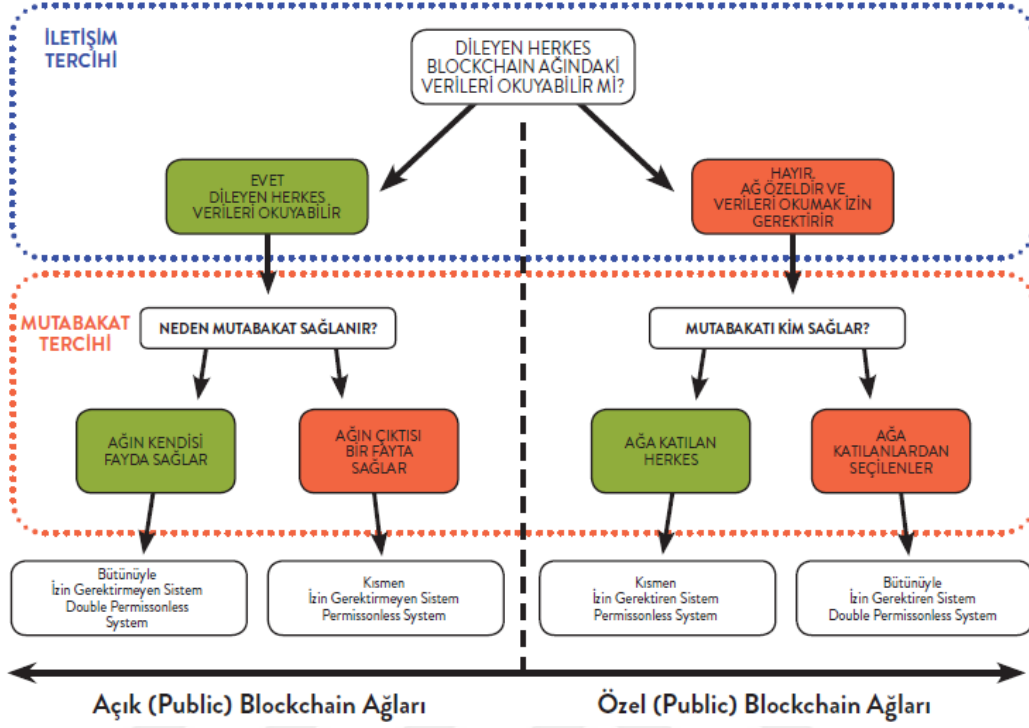 İLETİŞİM
TERCİHİ
DİLEYEN HERKES
BLOCKCHAIN AĞINDAKİ
VERİLERİ OKUYABİLİR Mİ?
EVET
DİLEYEN HERKES
VERİLERİ OKUYABİLİR
HAYIR,
AĞ ÖZELDİR VE
VERİLERİ OKUMAK İZİN
GEREKTİRİR
MUTABAKAT
TERCİHİ
NEDEN MUTABAKAT SAĞLANIR?
MUTABAKATI KİM SAĞLAR?
AĞIN KENDİSİ
FAYDA SAĞLAR
AĞIN ÇIKTISI
BİR FAYTA
SAĞLAR
AĞA KATILAN
HERKES
AĞA
KATILANLARDAN
SEÇİLENLER
Bütünüyle
İzin Gerektirmeyen Sistem
Double Permissonless
System
Kısmen
İzin Gerektirmeyen Sistem
Permissonless System
Kısmen
İzin Gerektiren Sistem
Permissonless System
Bütünüyle
İzin Gerektiren Sistem
Double Permissonless System
Açık (Public) Blockchain Ağları
Özel (Public) Blockchain Ağları